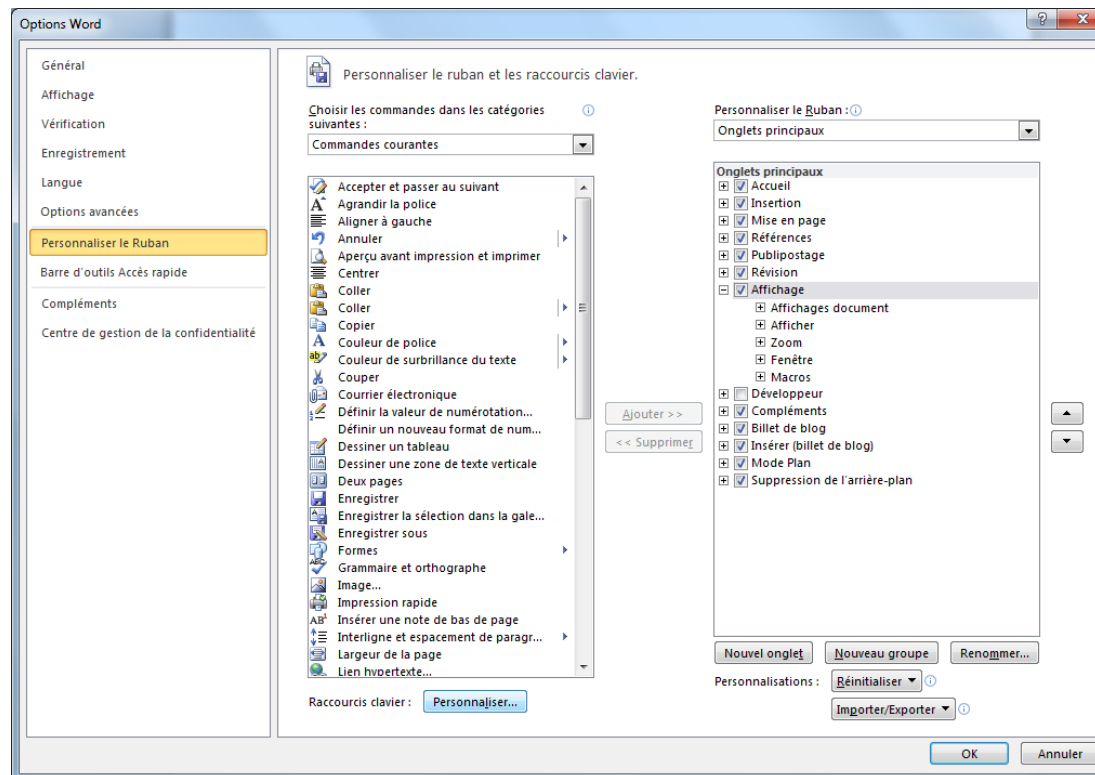 Options Word
Général
Affichage
Vérification
Enregistrement
Langue
Options avancées
Personnaliser le Ruban
Barre d'outils Accès rapide
Compléments
Centre de gestion de la confidentialité
Personnaliser le ruban et les raccourcis clavier.
Choisir les commandes dans les catégories
suivantes :
Commandes courantes
Accepter et passer au suivant
Agrandir la police
Aligner à gauche
Annuler
Aperçu avant impression et imprimer
Centrer
Coller
Coller
Copier
Couleur de police
Couleur de surbrillance du texte
Couper
Courrier électronique
Définir la valeur de numérotation...
Définir un nouveau format de num...
Dessiner un tableau
Dessiner une zone de texte verticale
Deux pages
Enregistrer
Enregistrer la sélection dans la gale...
Enregistrer sous
Formes
Grammaire et orthographe
Image...
Impression rapide
Insérer une note de bas de page
Interligne et espacement de paragr...
Largeur de la page
Lien hypertexte...
Raccourcis clavier : Personnaliser...
Ajouter >>
<< Supprimer
Personnaliser le Ruban :
Onglets principaux
Onglets principaux
Accueil
Insertion
Mise en page
Références
Publipostage
Révision
Affichage
Affichages document
Afficher
Zoom
Fenêtre
Macros
Développeur
Compléments
Billet de blog
Insérer (billet de blog)
Mode Plan
Suppression de l'arrière-plan
Nouvel onglet Nouveau groupe Renommer...
Personnalisations : Réinitialiser
Importer/Exporter
OK Annuler